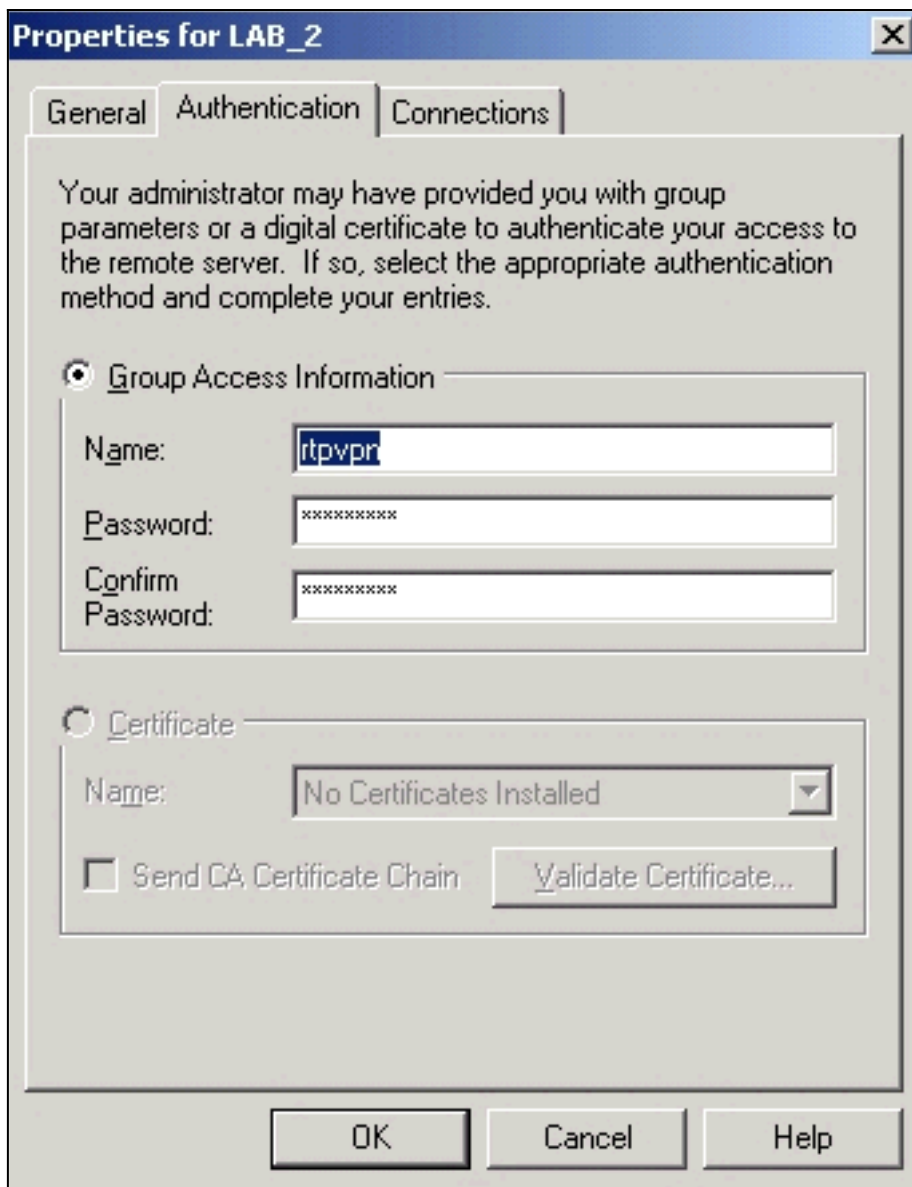 Properties for LAB_2
General Authentication Connections
Your administrator may have provided you with group
parameters or a digital certificate to authenticate your access to
the remote server. If so, select the appropriate authentication
method and complete your entries.
Group Access Information
Name: rtpvpn
Password: *********
Confirm
Password: *********
Certificate
Name: No Certificates Installed
Send CA Certificate Chain Validate Certificate...
OK Cancel Help